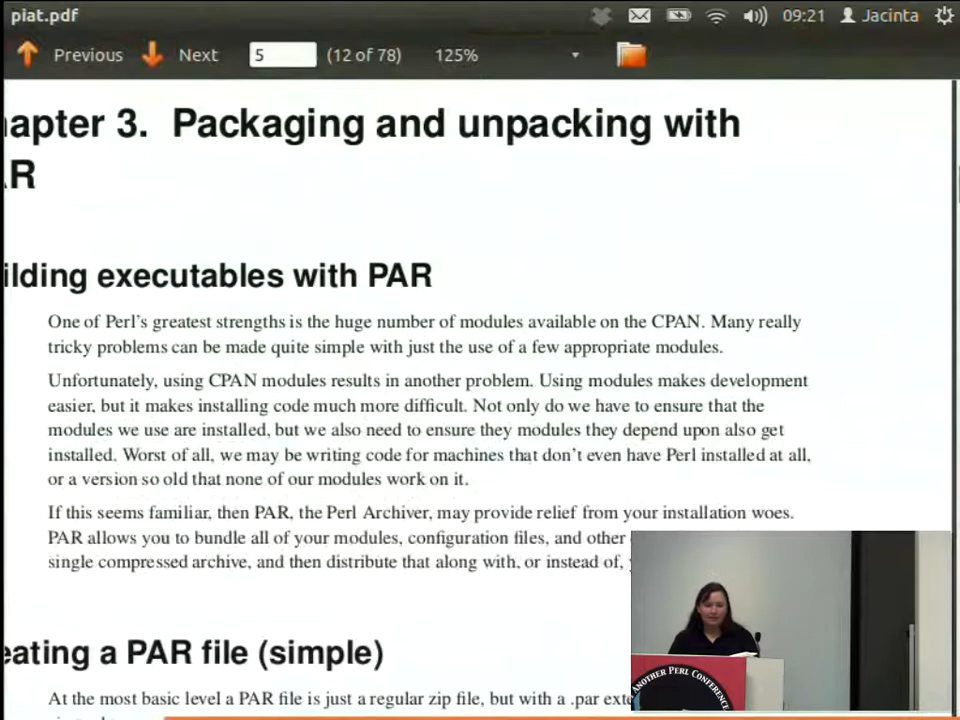 piat.pdf
09:21 Jacinta
Previous Next 5 (12 of 78) 125%
apter 3. Packaging and unpacking with
R
ilding executables with PAR
One of Perl's greatest strengths is the huge number of modules available on the CPAN. Many really
tricky problems can be made quite simple with just the use of a few appropriate modules.
Unfortunately, using CPAN modules results in another problem. Using modules makes development
easier, but it makes installing code much more difficult. Not only do we have to ensure that the
modules we use are installed, but we also need to ensure they modules they depend upon also get
installed. Worst of all, we may be writing code for machines that don't even have Perl installed at all,
or a version so old that none of our modules work on it.
If this seems familiar, then PAR, the Perl Archiver, may provide relief from your installation woes.
PAR allows you to bundle all of your modules, configuration files, and other
single compressed archive, and then distribute that along with, or instead of,
eating a PAR file (simple)
At the most basic level a PAR file is just a regular zip file, but with a .par exte
ANOTHER PERL CONFERENCE